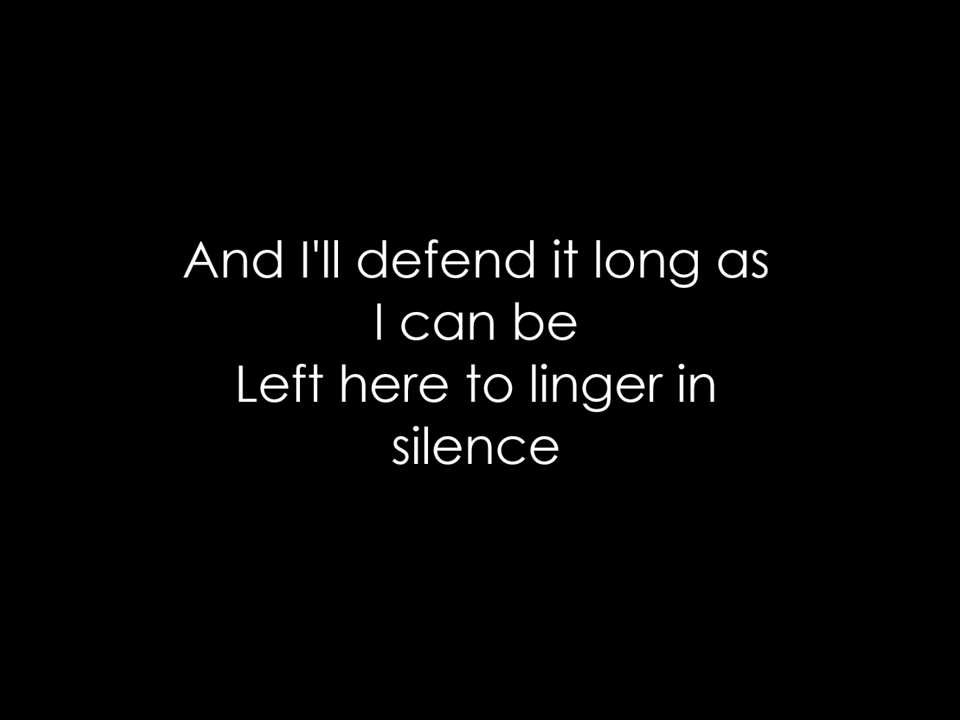 And I'll defend it long as
I can be
Left here to linger in
silence